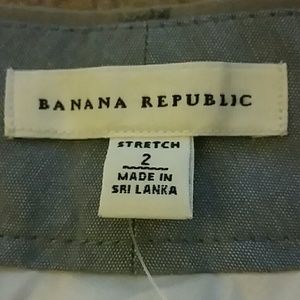 BANANA REPUBLIC
STRETCH
2
MADE IN
SRI LANKA